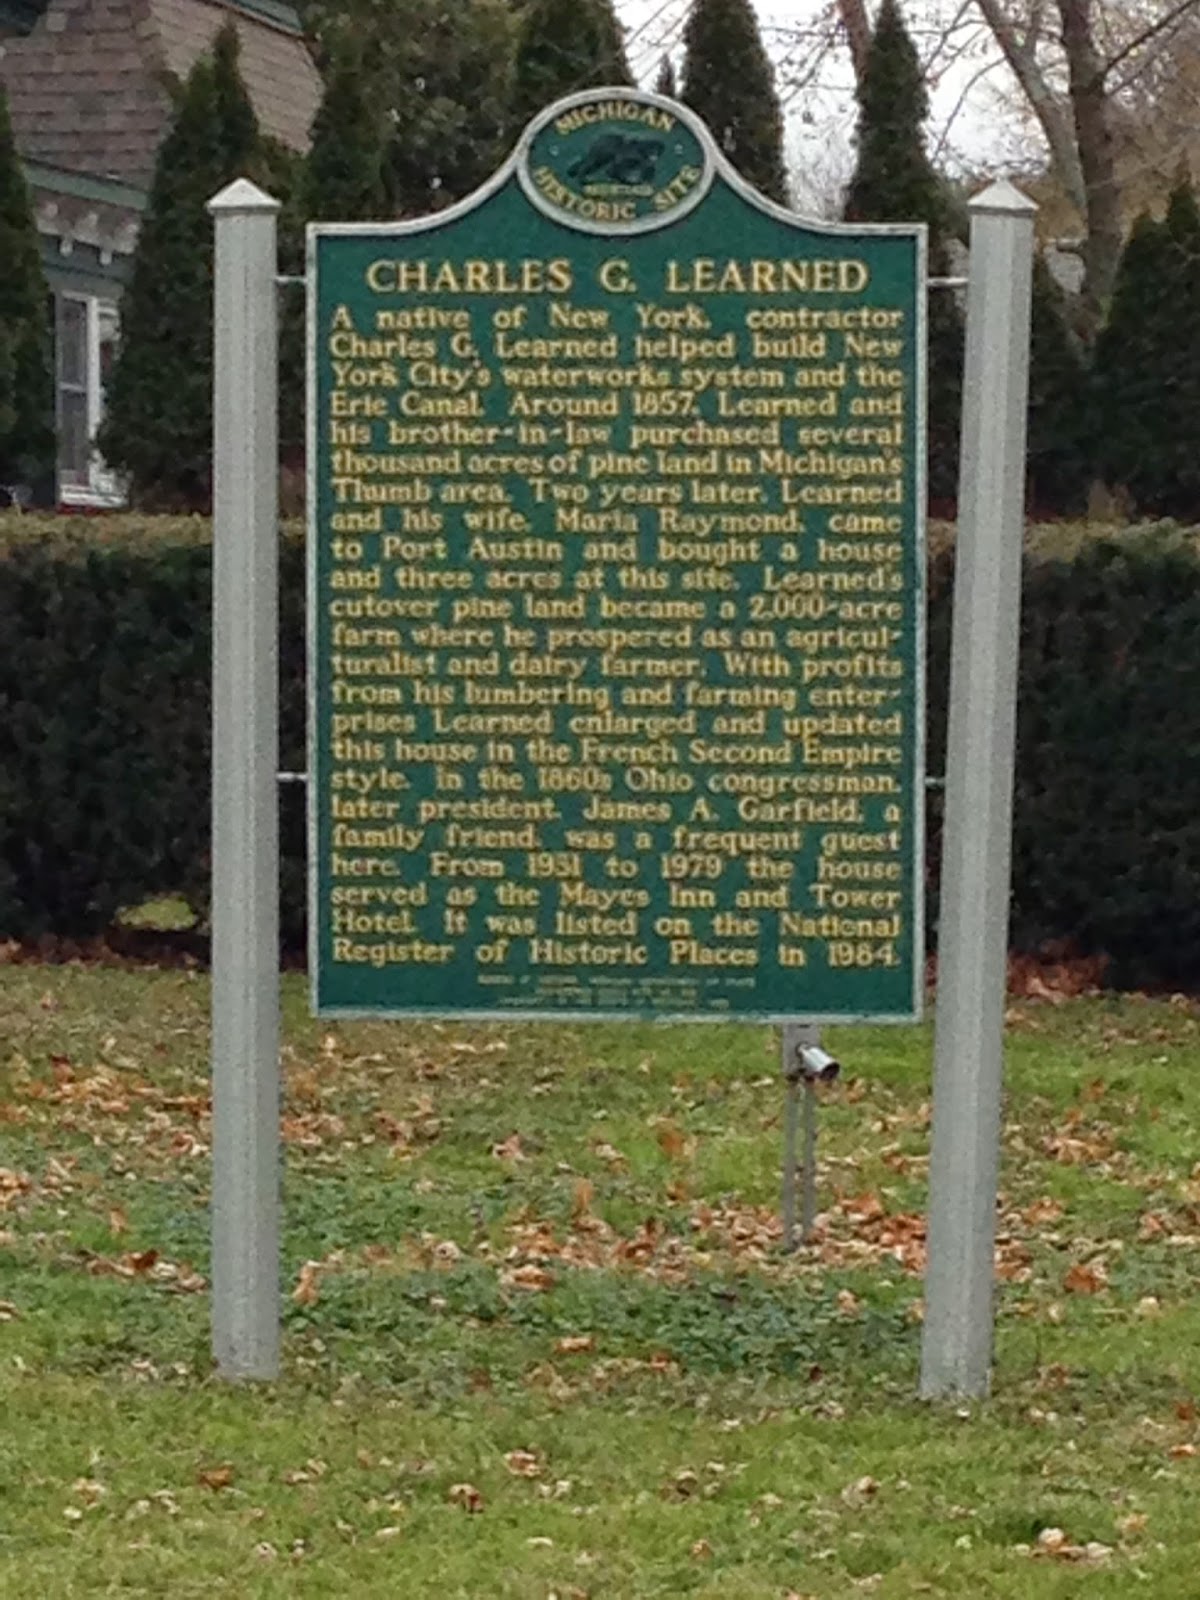 MICHIGAN
HISTORIC SITE
CHARLES G. LEARNED
A native of New York, contractor
Charles G. Learned helped build New
York City's waterworks system and the
Erie Canal. Around 1857, Learned and
his brother-in-law purchased several
thousand acres of pine land in Michigan's
Thumb area. Two years later, Learned
and his wife, Maria Raymond, came
to Port Austin and bought a house
and three acres at this site. Learned's
cutover pine land became a 2,000-acre
farm where he prospered as an agricul-
turalist and dairy farmer. With profits
from his lumbering and farming enter-
prises Learned enlarged and updated
this house in the French Second Empire
style. In the 1860s Ohio congressman,
later president, James A. Garfield, a
family friend, was a frequent guest
here. From 1931 to 1979 the house
served as the Mayes Inn and Tower
Hotel. It was listed on the National
Register of Historic Places in 1984.